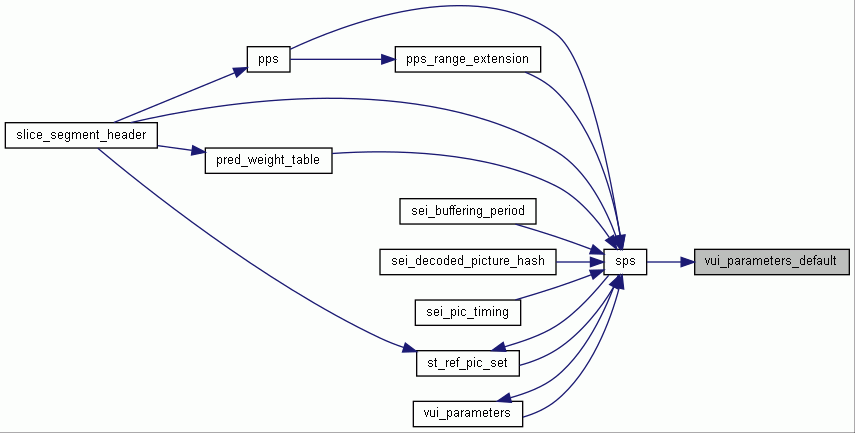 pps
pps_range_extension
slice_segment_header
pred_weight_table
sei_buffering_period
sei_decoded_picture_hash
sps
vui_parameters_default
sei_pic_timing
st_ref_pic_set
vui_parameters